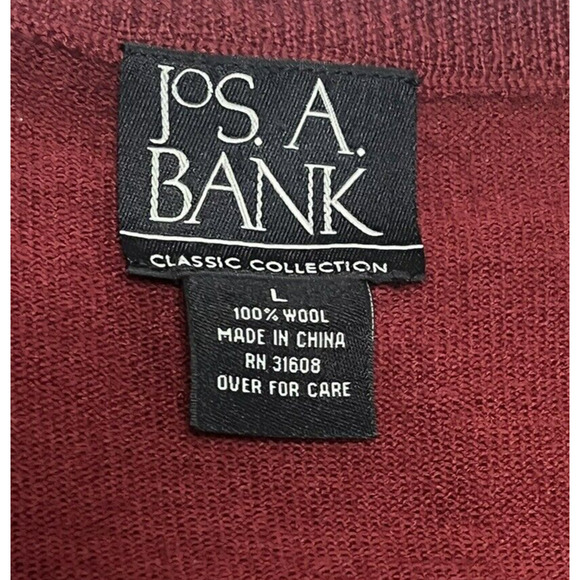 JOS. A.
BANK
CLASSIC COLLECTION
L
100% WOOL
MADE IN CHINA
RN 31608
OVER FOR CARE